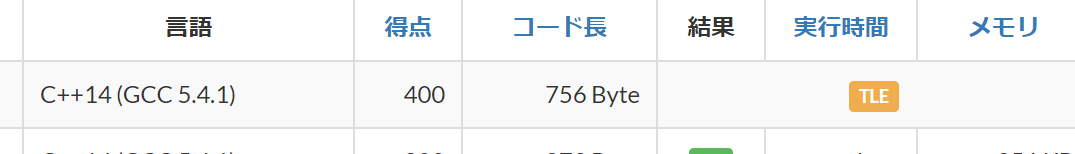 言語 得点 コード長 結果 実行時間 メモリ
C++14 (GCC 5.4.1) 400 756 Byte TLE